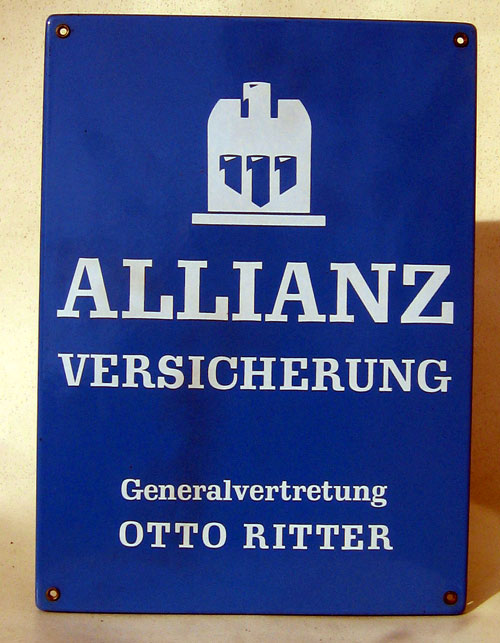 ALLIANZ
VERSICHERUNG
Generalvertretung
OTTO RITTER